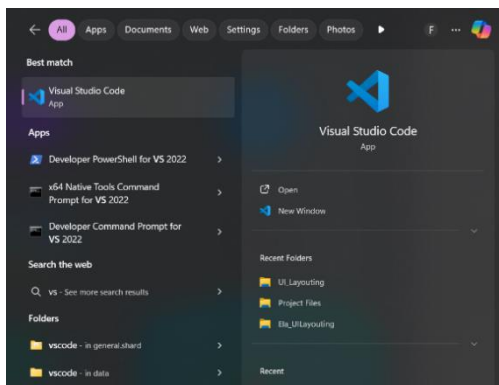 All Apps Documents Web Settings Folders Photos F ...
Best match
Visual Studio Code
App
Apps
Developer PowerShell for VS 2022
x64 Native Tools Command
Prompt for VS 2022
Developer Command Prompt for
VS 2022
Search the web
vs - See more search results
Folders
vscode - in general.shard
vscode - in data
Visual Studio Code
App
Open
New Window
Recent Folders
UI_Layouting
Project Files
Ela_UILayouting
Recent